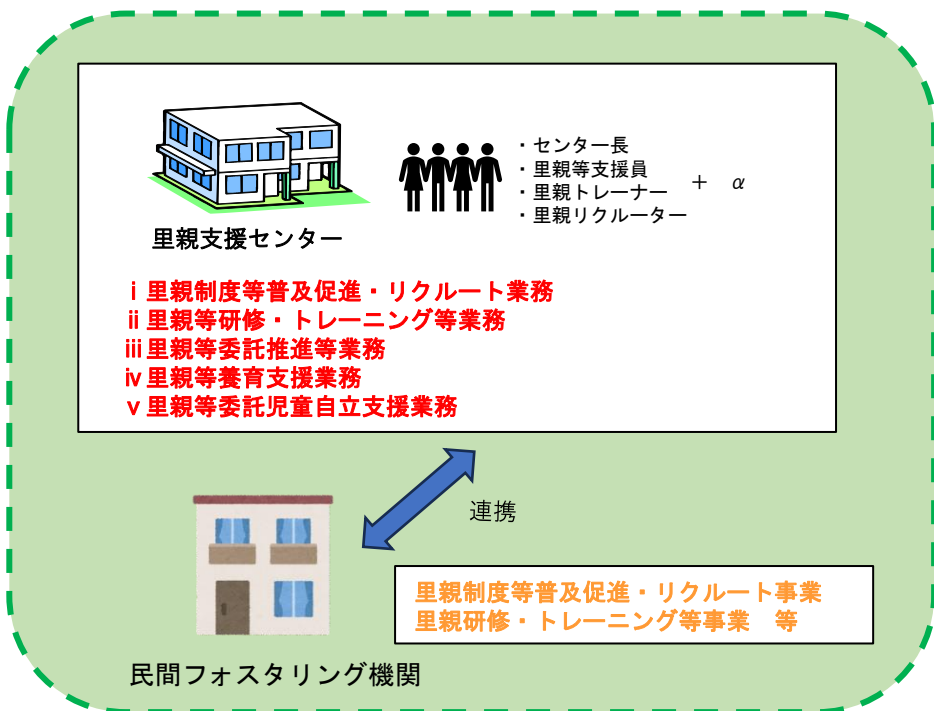 ・センター長
・里親等支援員
・里親トレーナー
・里親リクルーター
＋ α
里親支援センター
ⅰ里親制度等普及促進・リクルート業務
ⅱ里親等研修・トレーニング等業務
ⅲ里親等委託推進等業務
ⅳ里親等養育支援業務
ⅴ里親等委託児童自立支援業務
連携
里親制度等普及促進・リクルート事業
里親研修・トレーニング等事業　等
民間フォスタリング機関